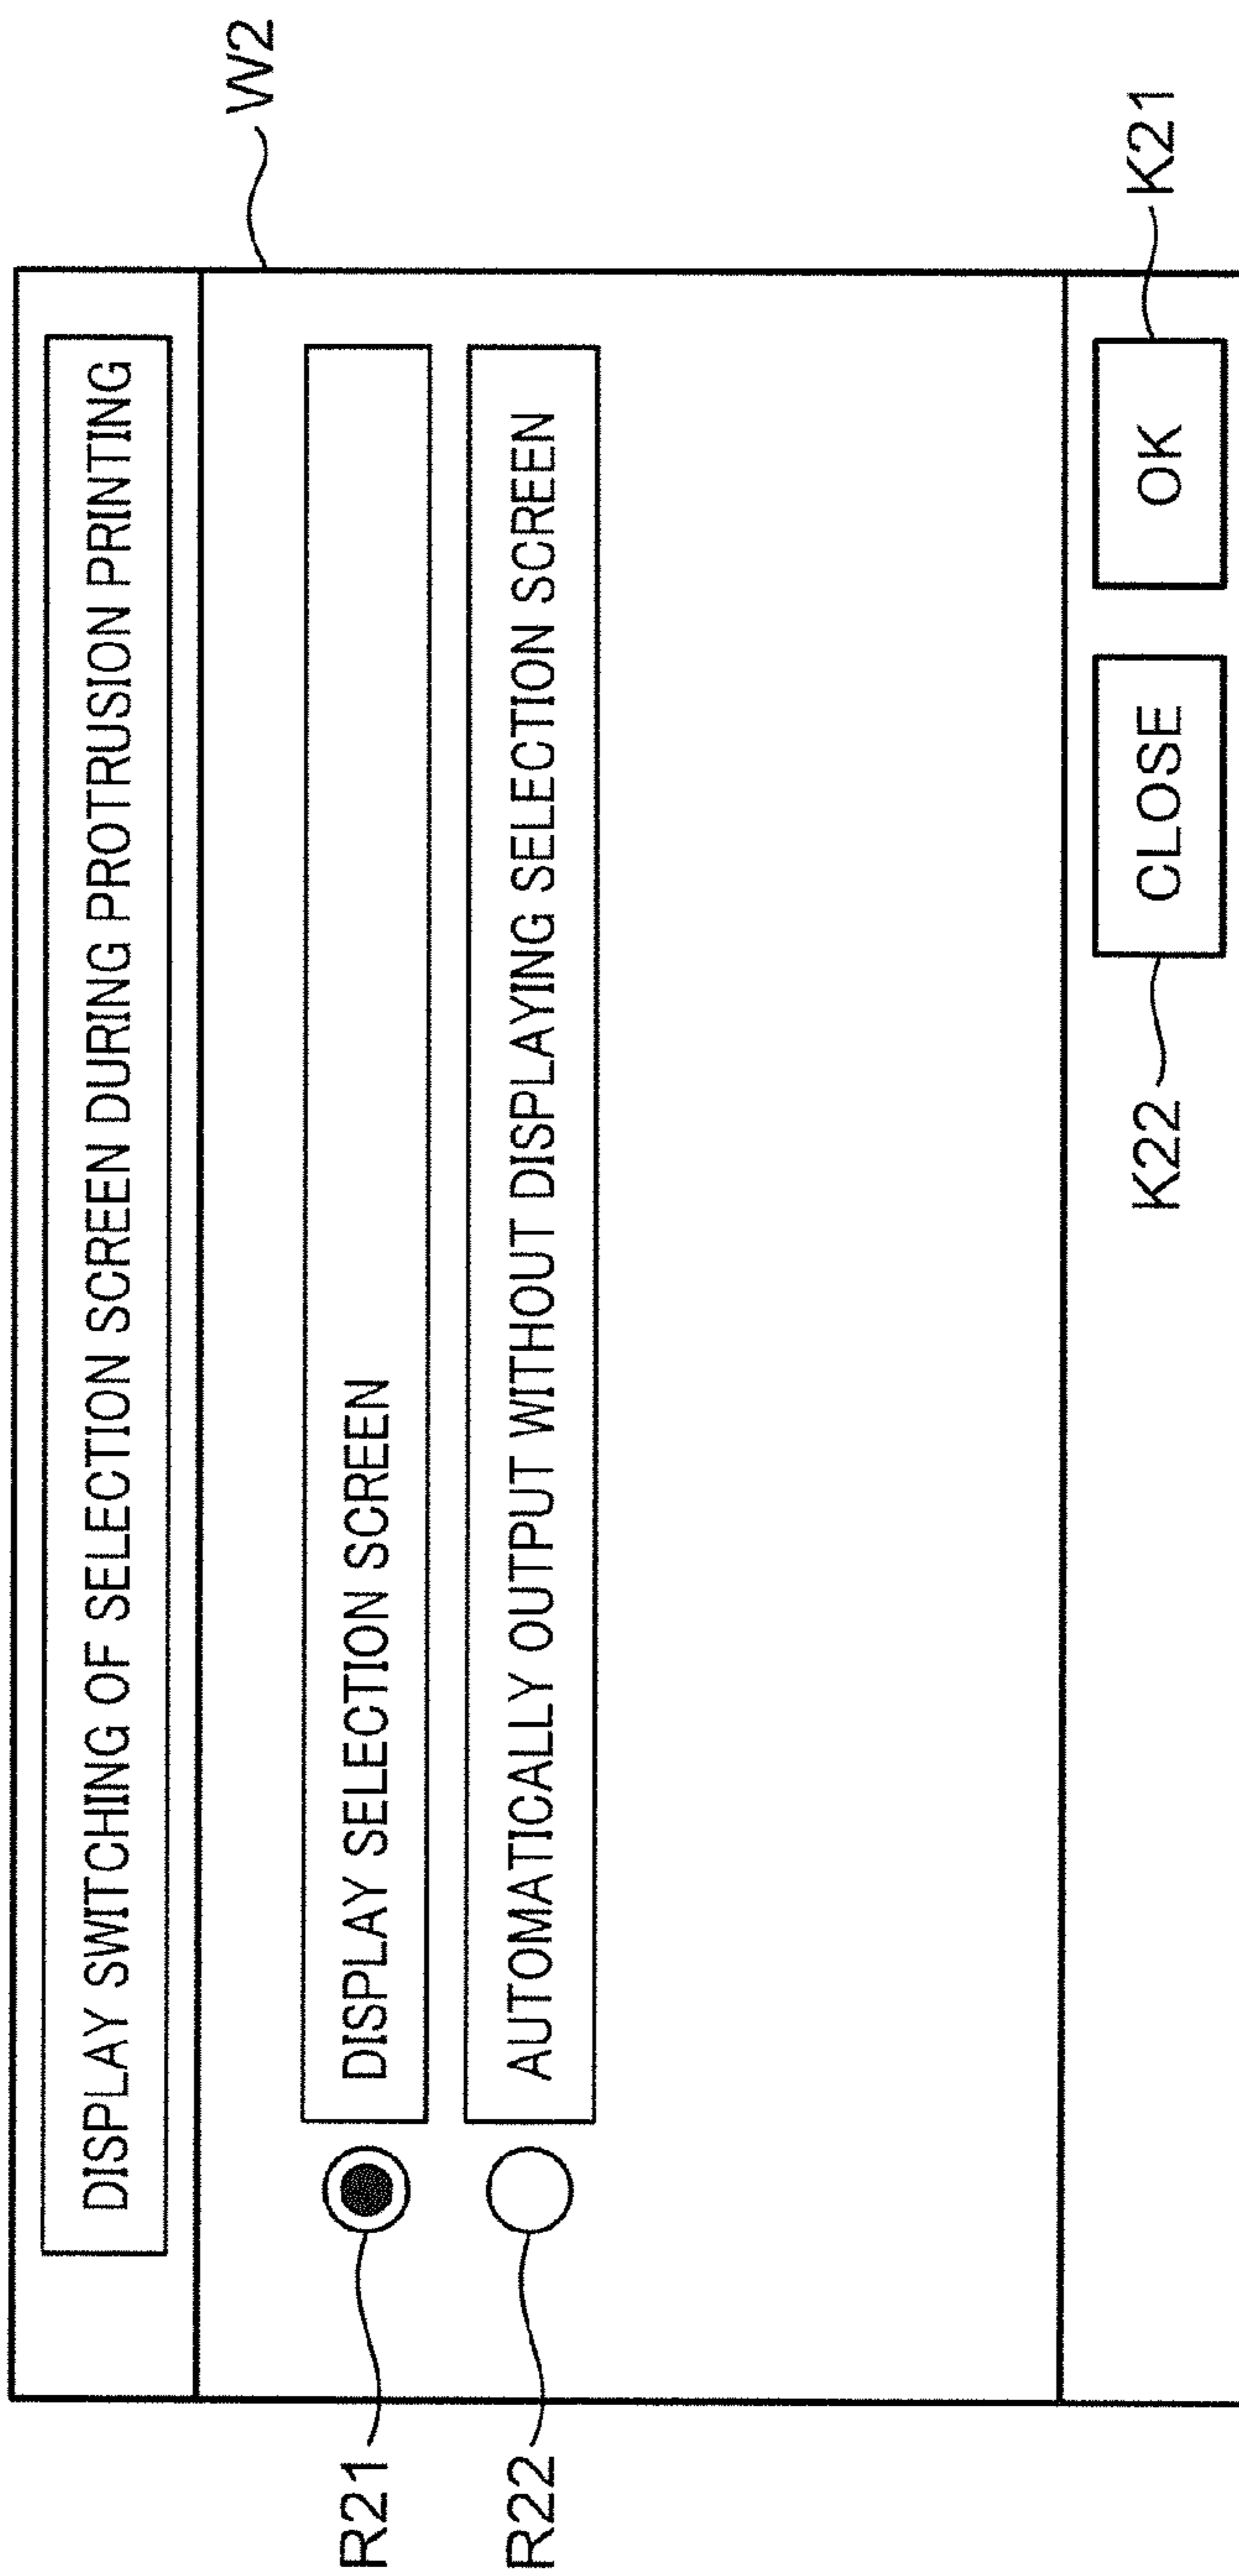 W2
DISPLAY SWITCHING OF SELECTION SCREEN DURING PROTRUSION PRINTING
R21
DISPLAY SELECTION SCREEN
R22
AUTOMATICALLY OUTPUT WITHOUT DISPLAYING SELECTION SCREEN
K22
CLOSE
OK
K21